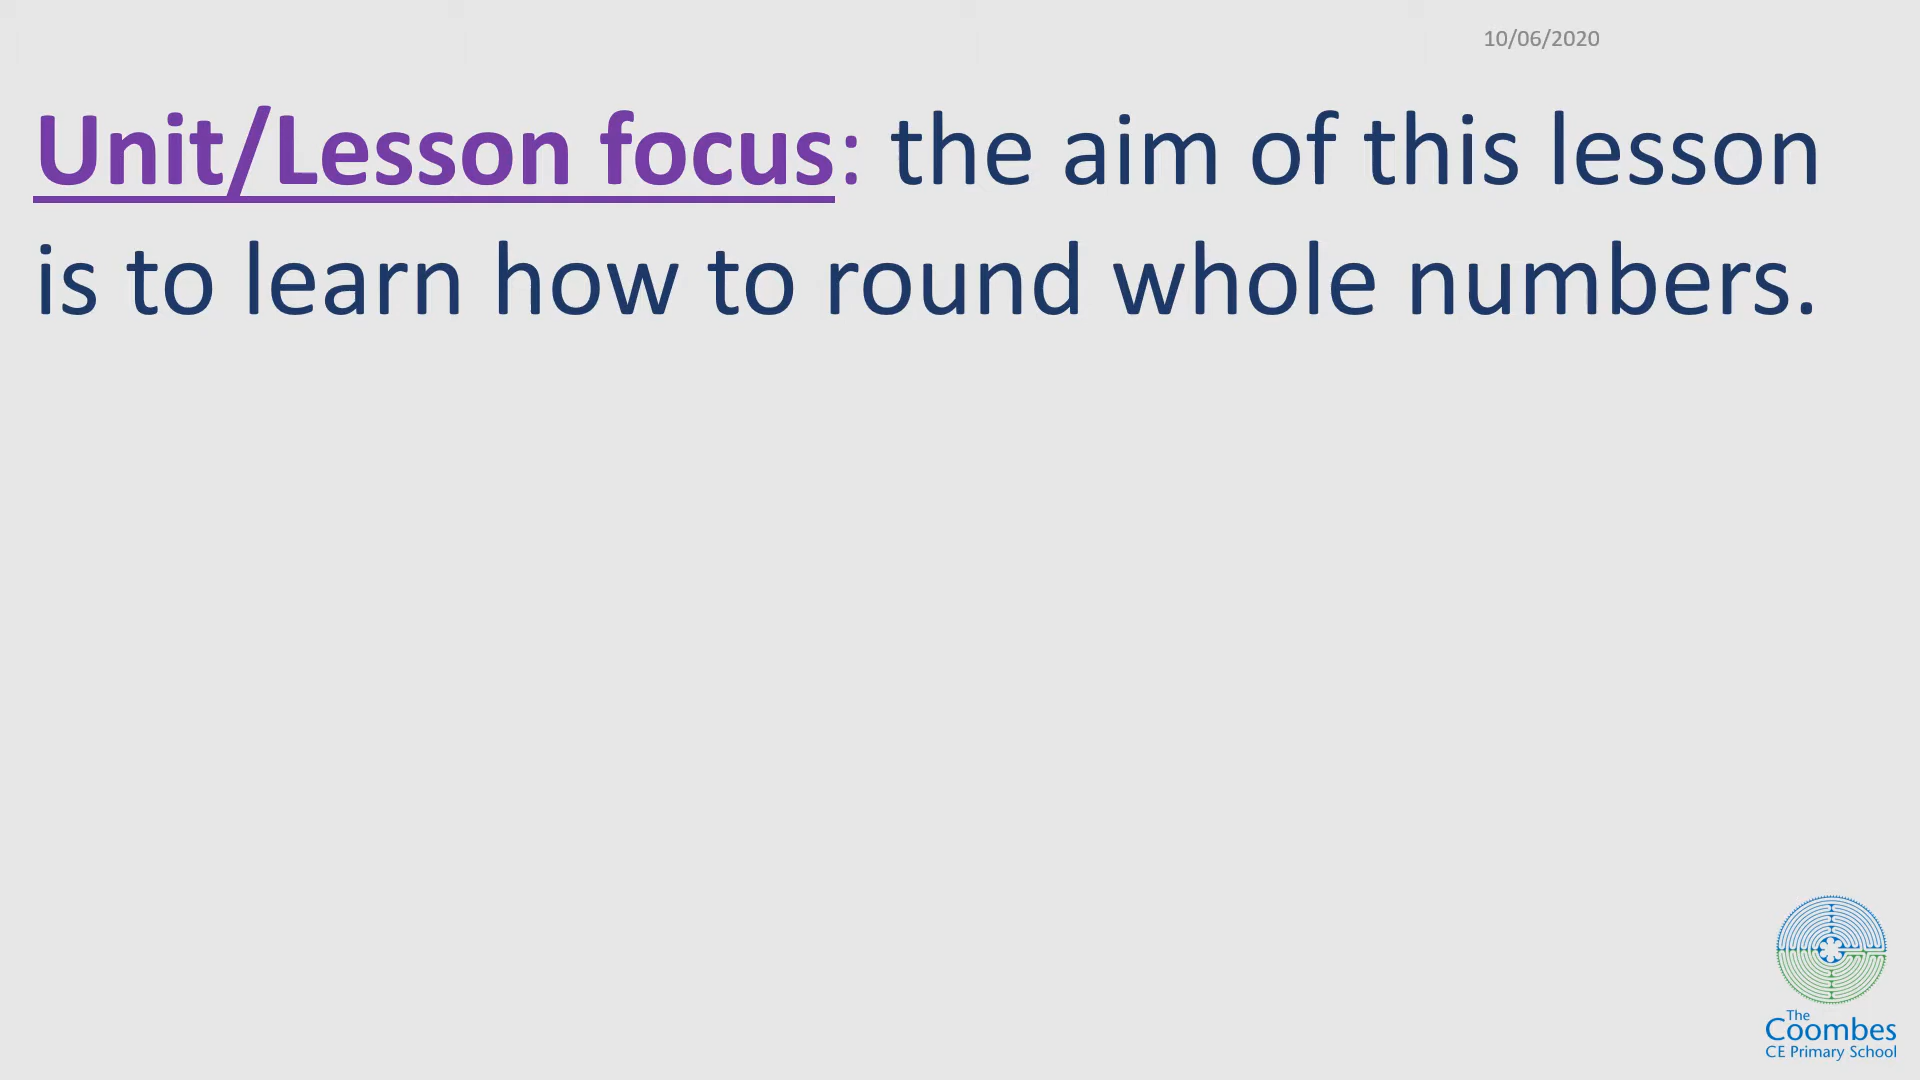 10/06/2020
Unit/Lesson focus: the aim of this lesson
is to learn how to round whole numbers.
The
Coombes
CE Primary School